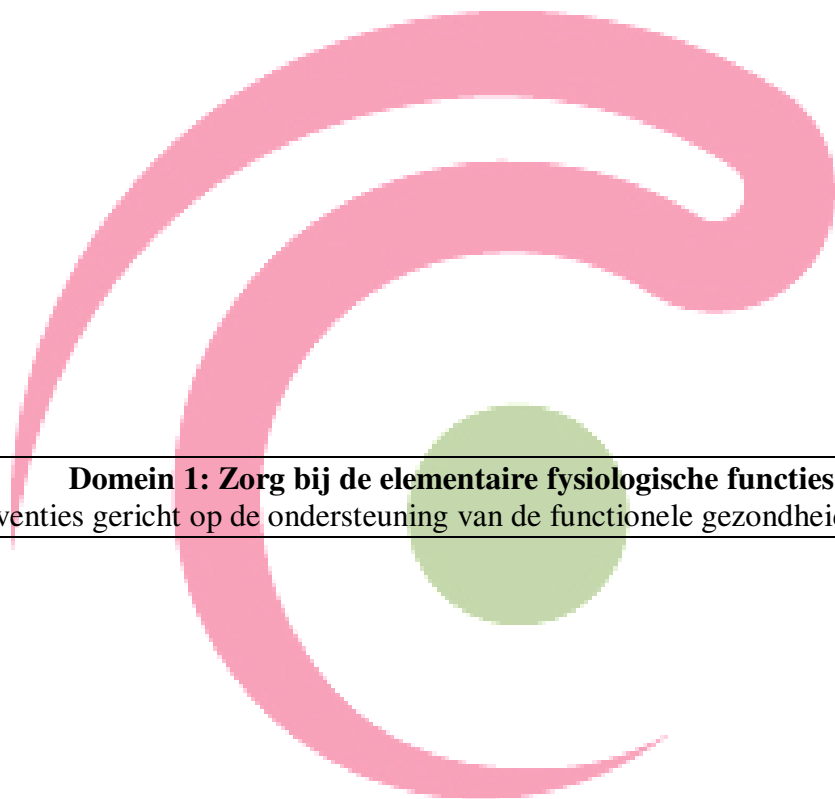 Domein 1: Zorg bij de elementaire fysiologische functies
gericht op de ondersteuning van de functionele